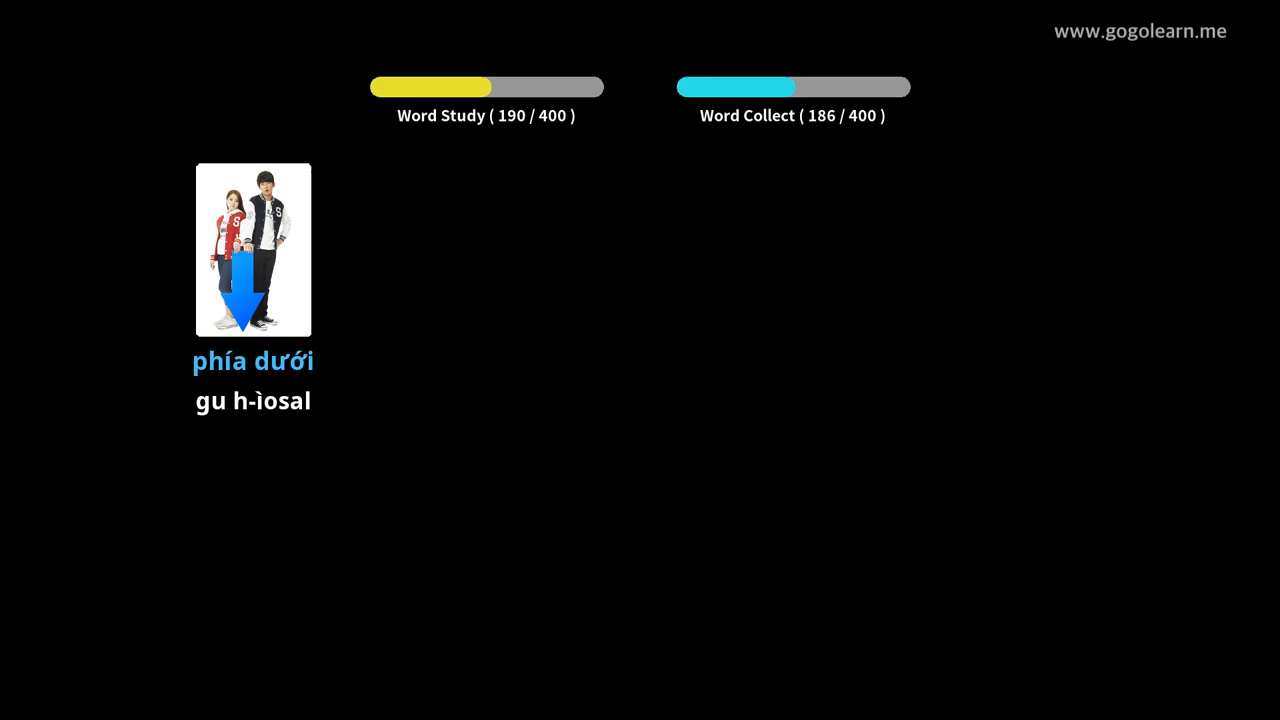 www.gogolearn.me
Word Study ( 190 / 400 )
Word Collect ( 186 / 400 )
S
S
phía dưới
gu h-ìosal